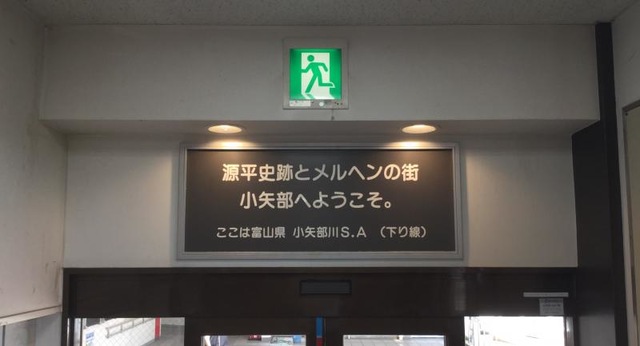 源平史跡とメルヘンの街
小矢部へようこそ。
ここは富山県 小矢部川S.A （下り線）